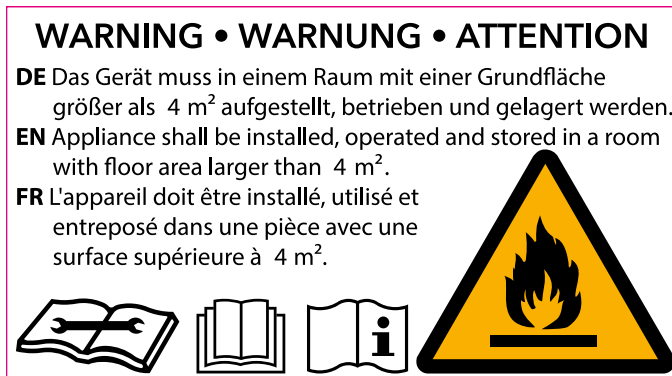 WARNING • WARNUNG • ATTENTION
DE Das Gerät muss in einem Raum mit einer Grundfläche
größer als 4 m² aufgestellt, betrieben und gelagert werden.
EN Appliance shall be installed, operated and stored in a room
with floor area larger than 4 m².
FR L'appareil doit être installé, utilisé et
entreposé dans une pièce avec une
surface supérieure à 4 m².
i